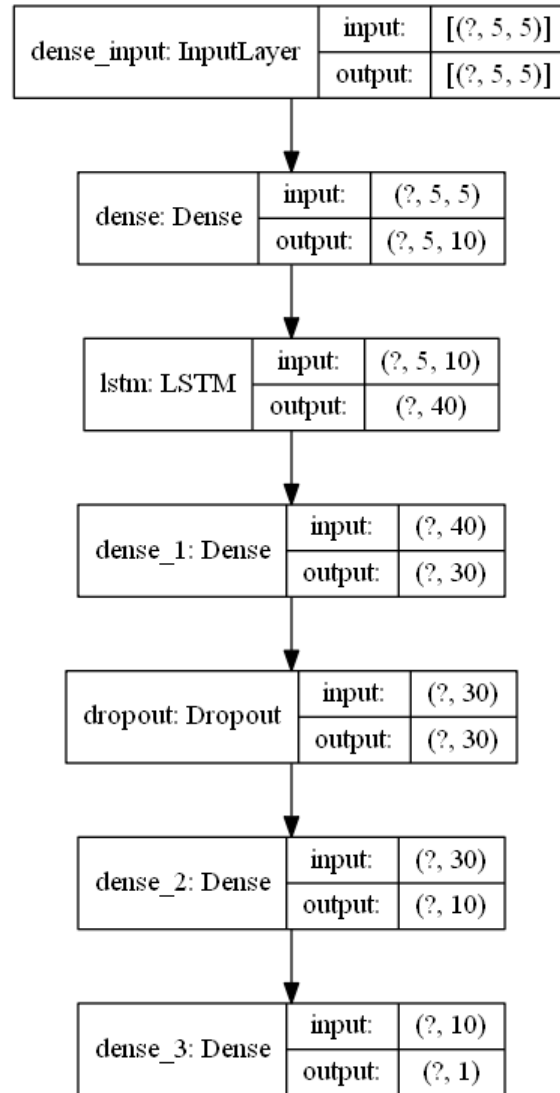 dense_input: InputLayer
input: [(?, 5, 5)]
output: [(?, 5, 5)]
dense: Dense
input: (?, 5, 5)
output: (?, 5, 10)
lstm: LSTM
input: (?, 5, 10)
output: (?, 40)
dense_1: Dense
input: (?, 40)
output: (?, 30)
dropout: Dropout
input: (?, 30)
output: (?, 30)
dense_2: Dense
input: (?, 30)
output: (?, 10)
dense_3: Dense
input: (?, 10)
output: (?, 1)